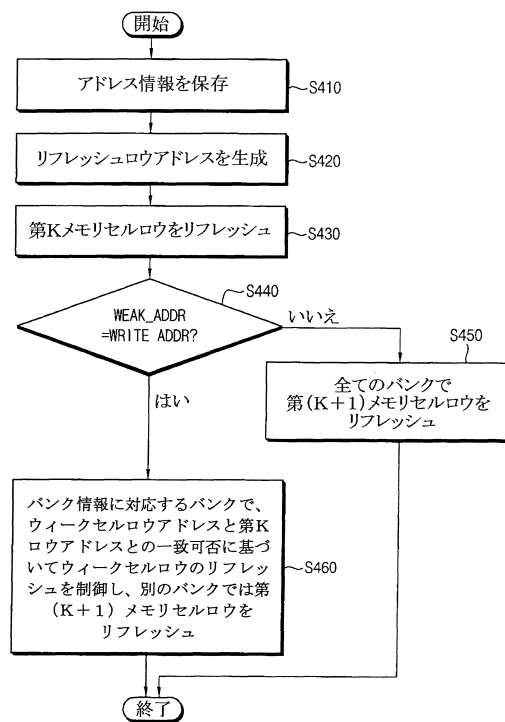 開始
アドレス情報を保存
S410
リフレッシュロウアドレスを生成
S420
第Kメモリセルロウをリフレッシュ
S430
S440
WEAK_ADDR
=WRITE ADDR?
いいえ
はい
S450
全てのバンクで
第(K+1)メモリセルロウを
リフレッシュ
バンク情報に対応するバンクで、
ウィークセルロウアドレスと第K
ロウアドレスとの一致可否に基づ
いてウィークセルロウのリフレッ
シュを制御し、別のバンクでは第
(K+1) メモリセルロウを
リフレッシュ
S460
終了